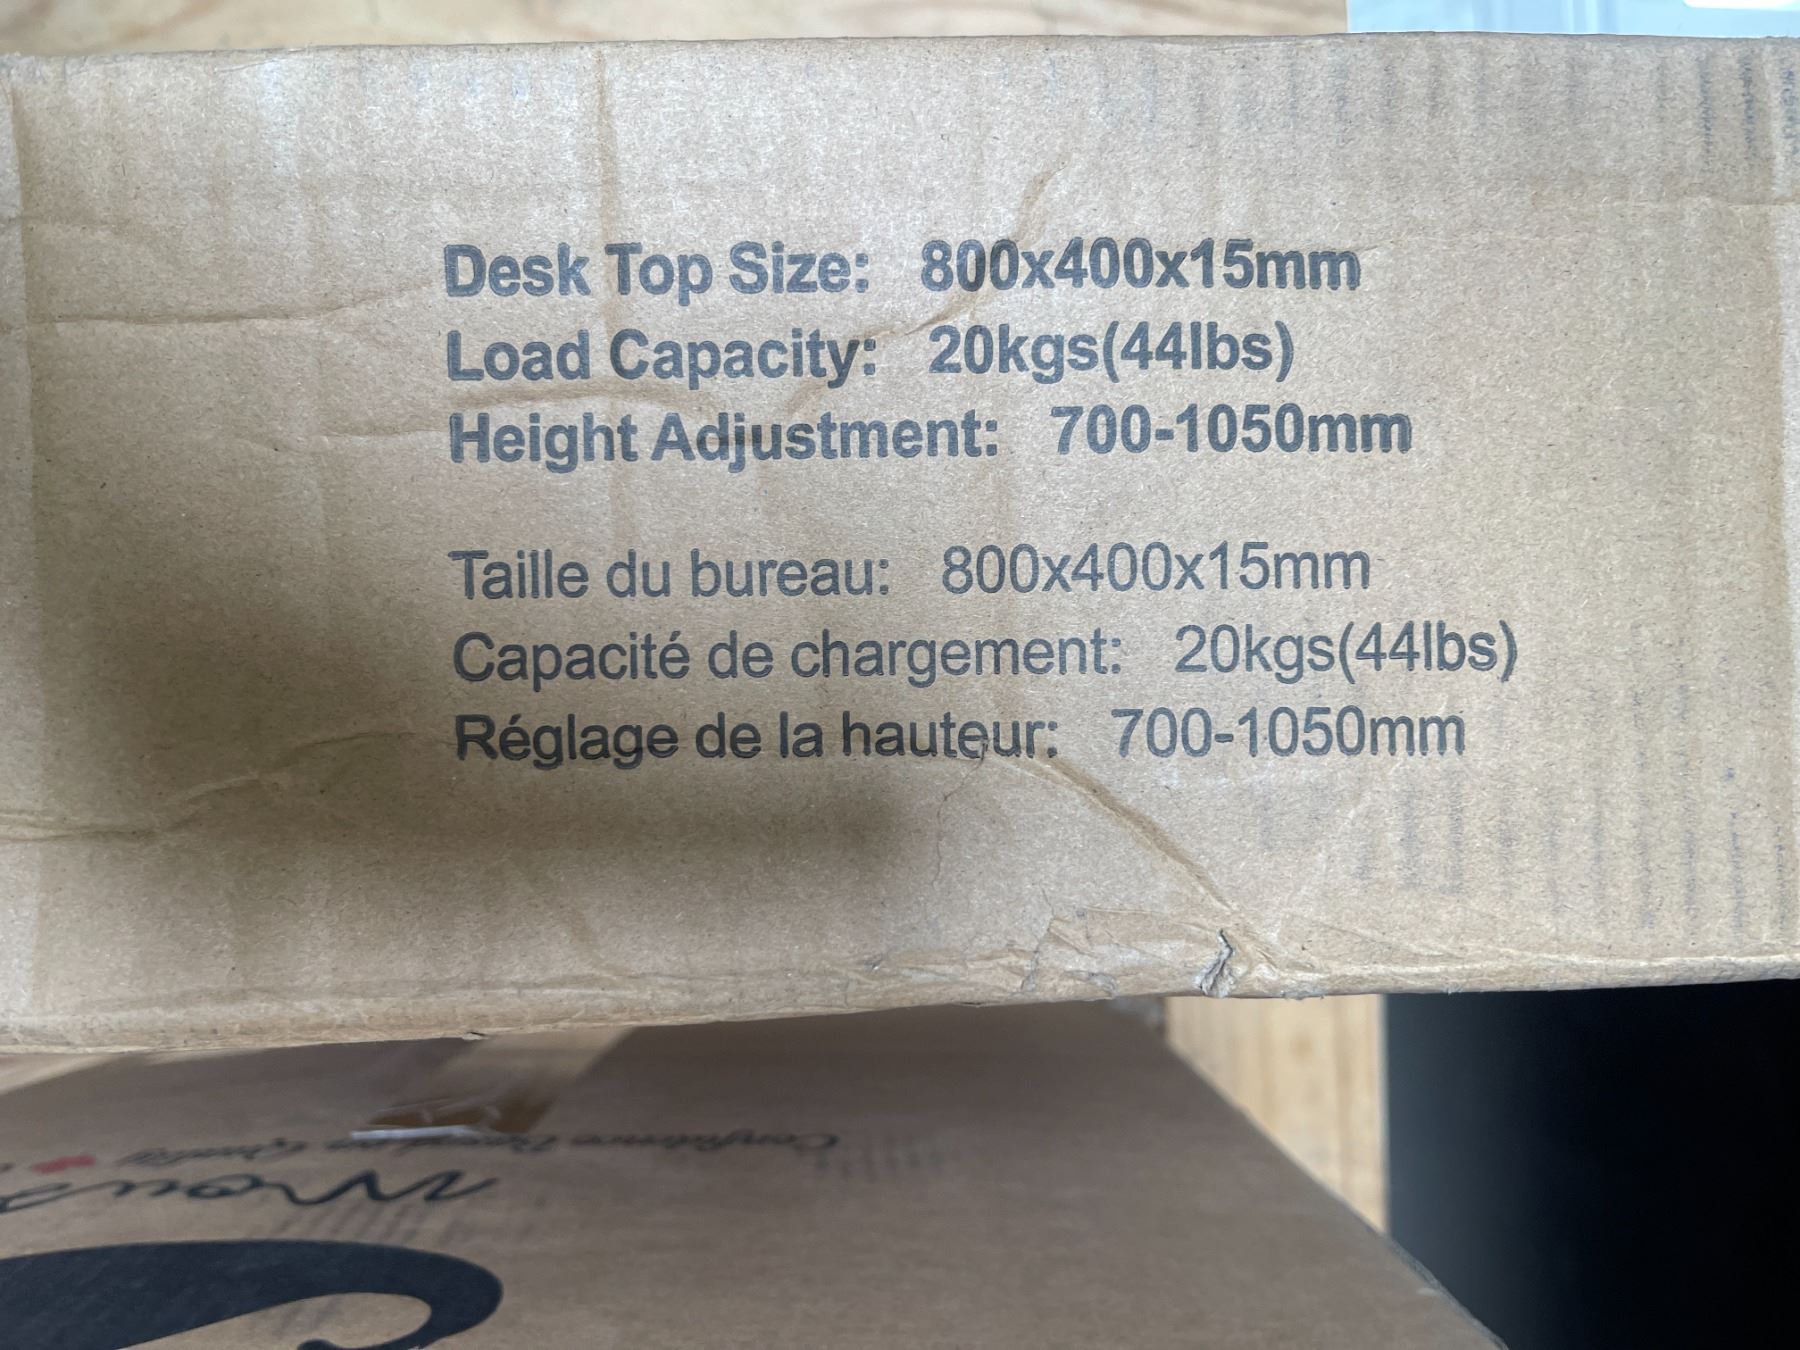 Desk Top Size: 800x400x15mm
Load Capacity: 20kgs(44lbs)
Height Adjustment: 700-1050mm
Taille du bureau: 800x400x15mm
Capacité de chargement: 20kgs(44lbs)
Réglage de la hauteur: 700-1050mm